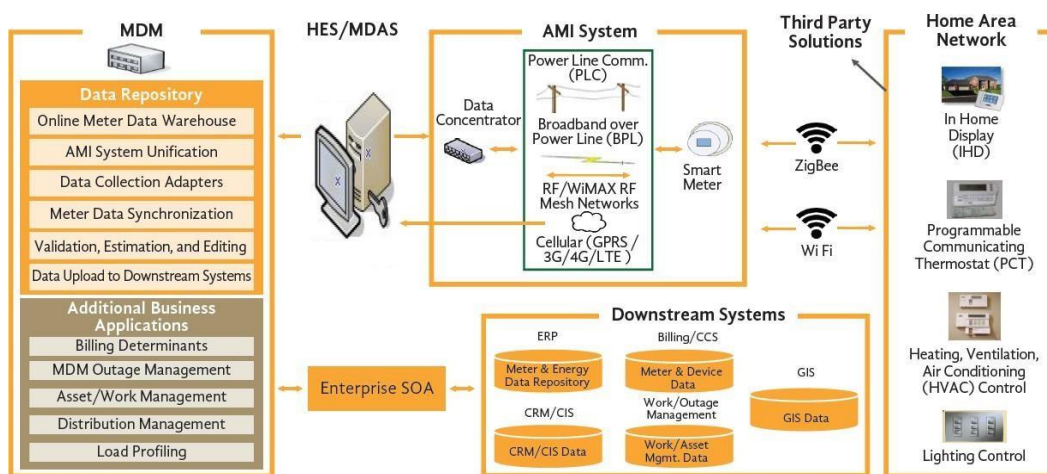 MDM
Data Repository
Online Meter Data Warehouse
AMI System Unification
Data Collection Adapters
Meter Data Synchronization
Validation, Estimation, and Editing
Data Upload to Downstream Systems
Additional Business
Applications
Billing Determinants
MDM Outage Management
Asset/Work Management
Distribution Management
Load Profiling
HES/MDAS
X
X
AMI System
Data
Concentrator
Power Line Comm.
(PLC)
Broadband over
Power Line (BPL)
RF/WiMAX RF
Mesh Networks
Cellular (GPRS /
3G/4G/LTE )
Smart
Meter
Third Party
Solutions
ZigBee
Wi Fi
Home Area
Network
In Home
Display
(IHD)
Programmable
Communicating
Thermostat (PCT)
Heating, Ventilation,
Air Conditioning
(HVAC) Control
Lighting Control
Enterprise SOA
Downstream Systems
ERP
Meter & Energy
Data Repository
Billing/CCS
Meter & Device
Data
GIS
GIS Data
CRM/CIS
CRM/CIS Data
Work/Outage
Management
Work/Asset
Mgmt. Data